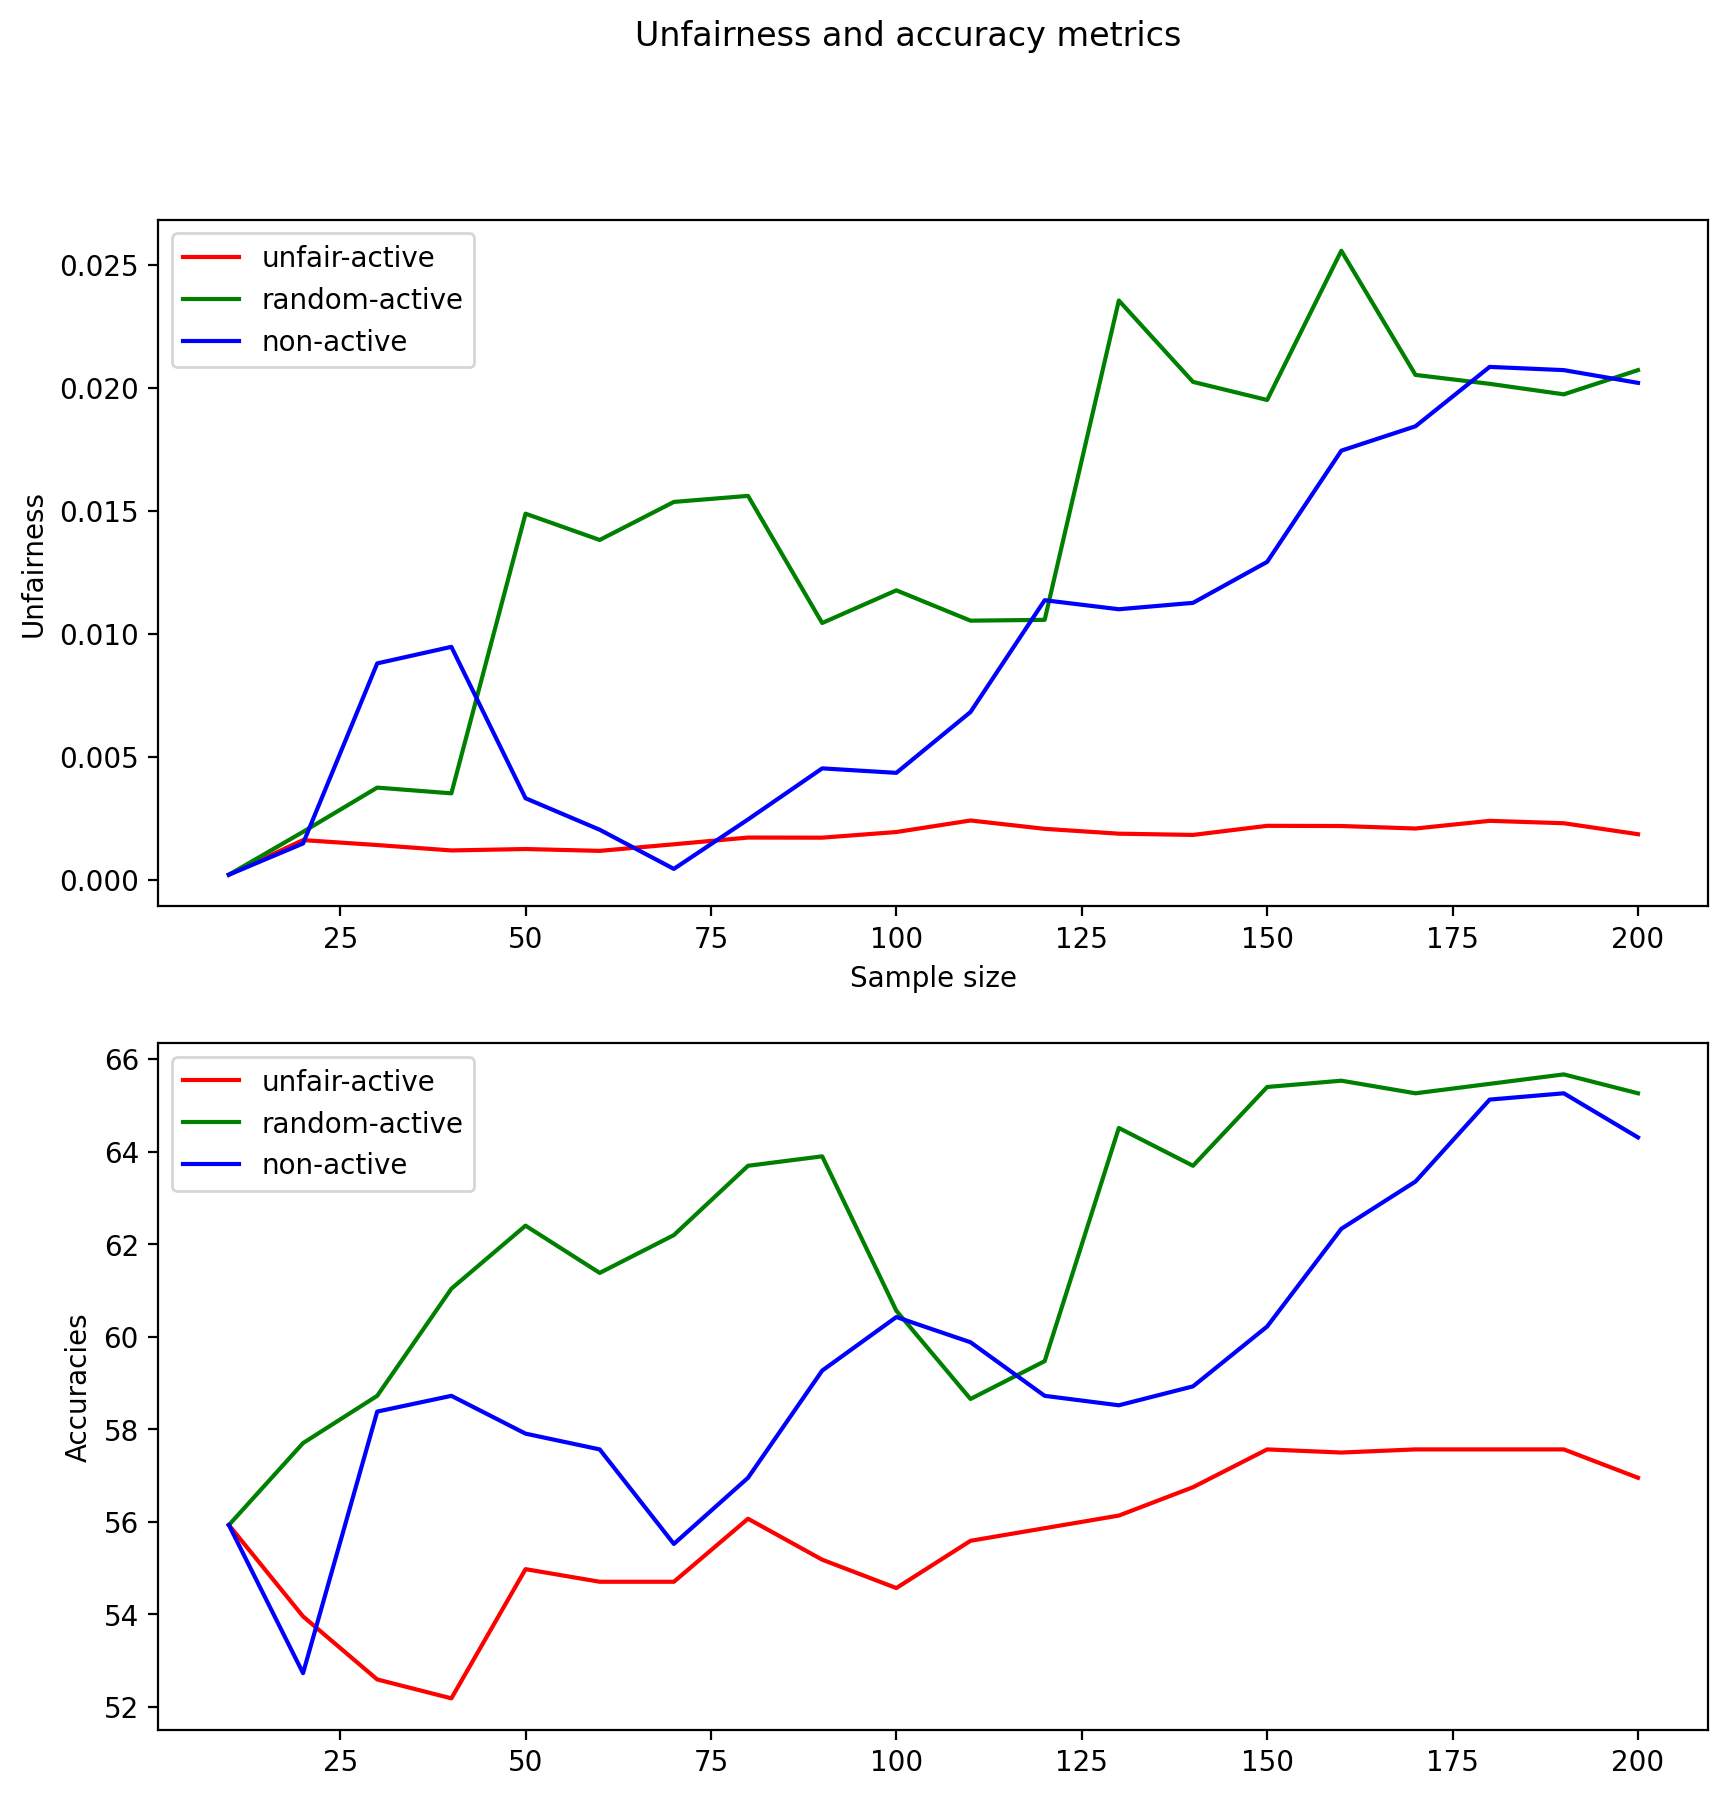 Unfairness and accuracy metrics
unfair-active
random-active
non-active
0.025
0.020
0.015
0.010
0.005
0.000
Unfairness
25 50 75 100 125 150 175 200
Sample size
unfair-active
random-active
non-active
66
64
62
60
58
56
54
52
Accuracies
25 50 75 100 125 150 175 200